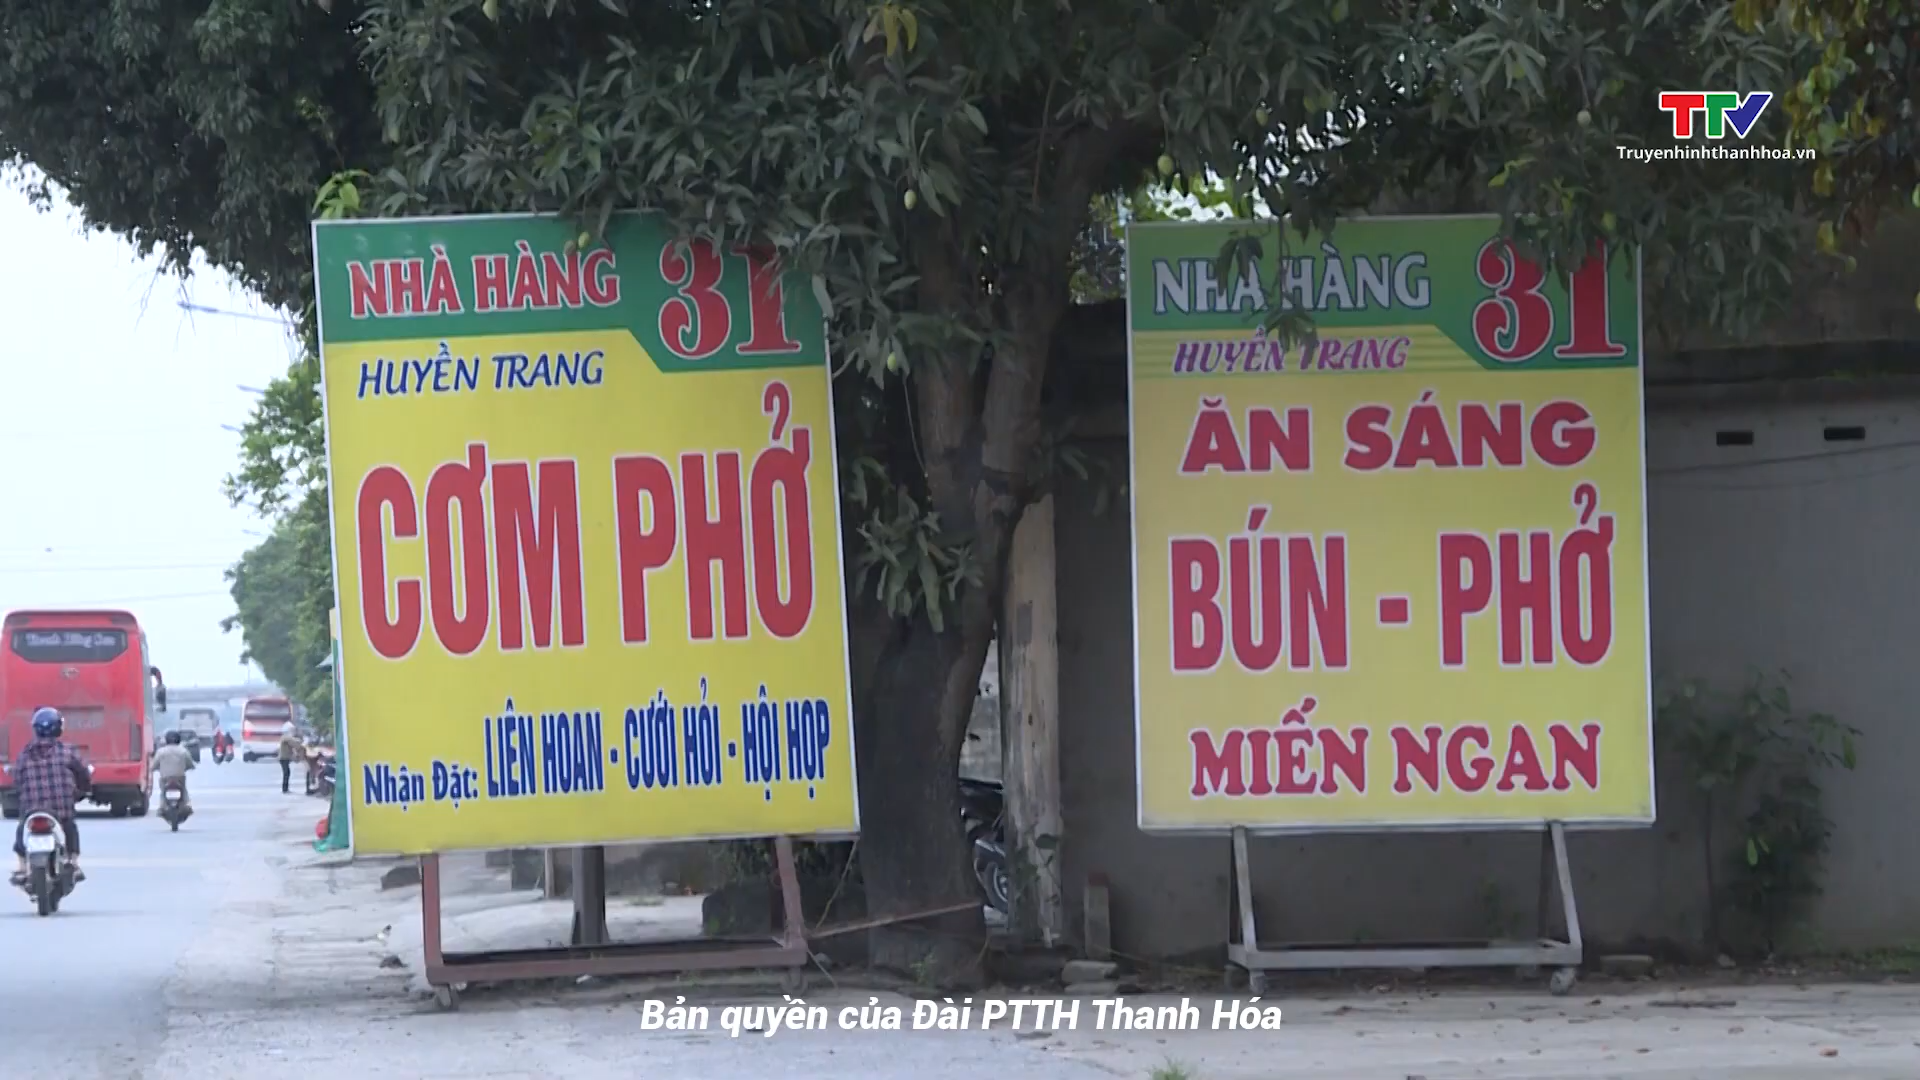 TTV
Truyenhinhthanhhoa.vn
NHÀ HÀNG 31
HUYỀN TRANG
CƠM PHỞ
Nhận Đặt: LIÊN HOAN - CƯỚI HỎI - HỘI HỌP
NHÀ HÀNG 31
HUYỀN TRANG
ĂN SÁNG
BÚN - PHỞ
MIẾN NGAN
Bản quyền của Đài PTTH Thanh Hóa